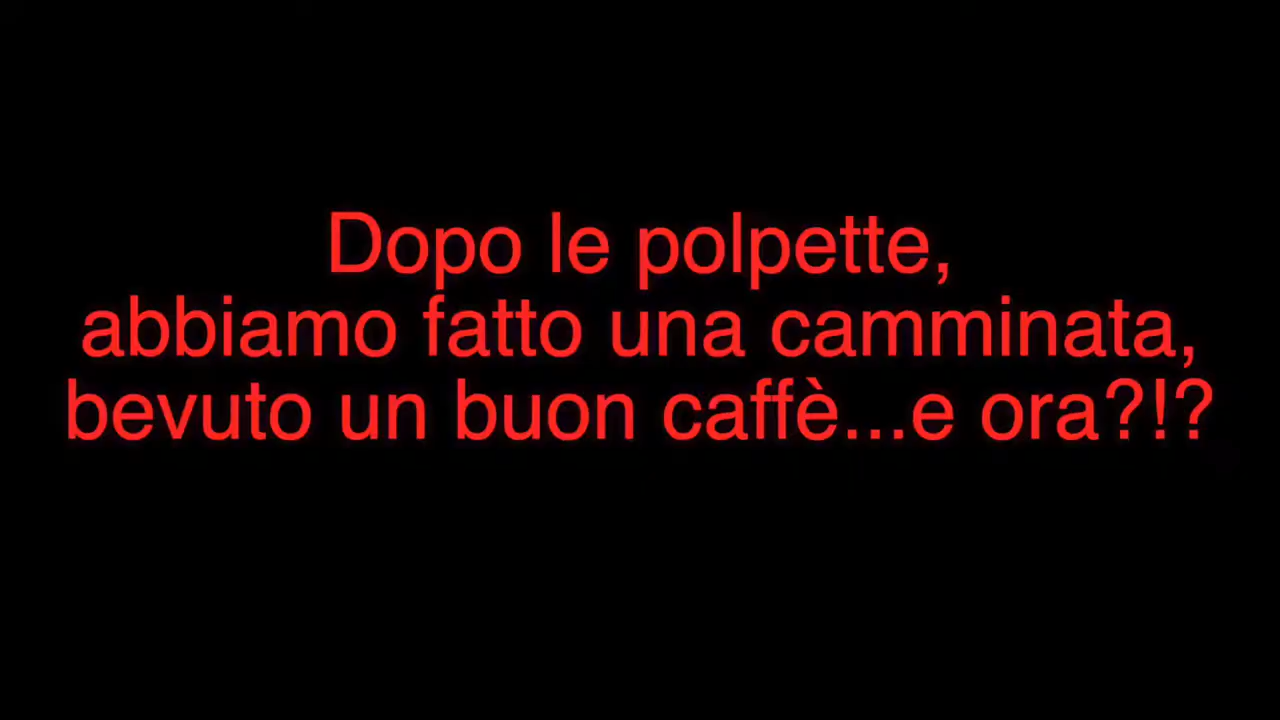 Dopo le polpette,
abbiamo fatto una camminata,
bevuto un buon caffè...e ora?!?